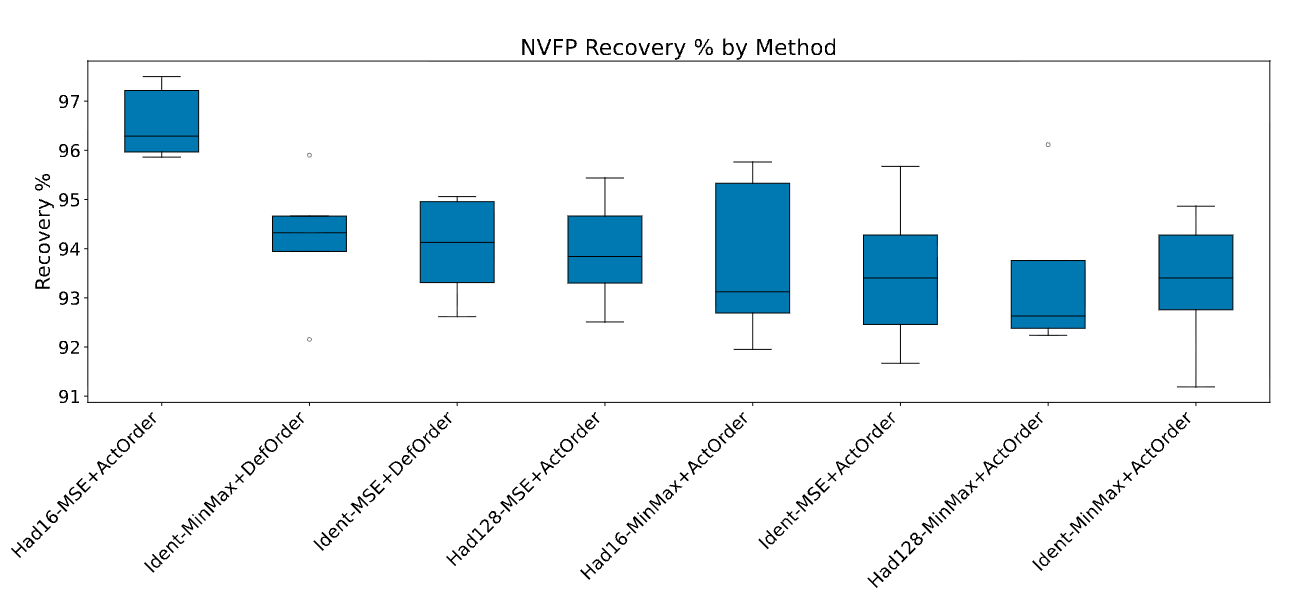 NVFP Recovery % by Method
Recovery %
97
96
95
94
93
92
91
Had16-MSE+ActOrder
Ident-MinMax+DefOrder
Ident-MSE+DefOrder
Had128-MSE+ActOrder
Had16-MinMax+ActOrder
Ident-MSE+ActOrder
Had128-MinMax+ActOrder
Ident-MinMax+ActOrder